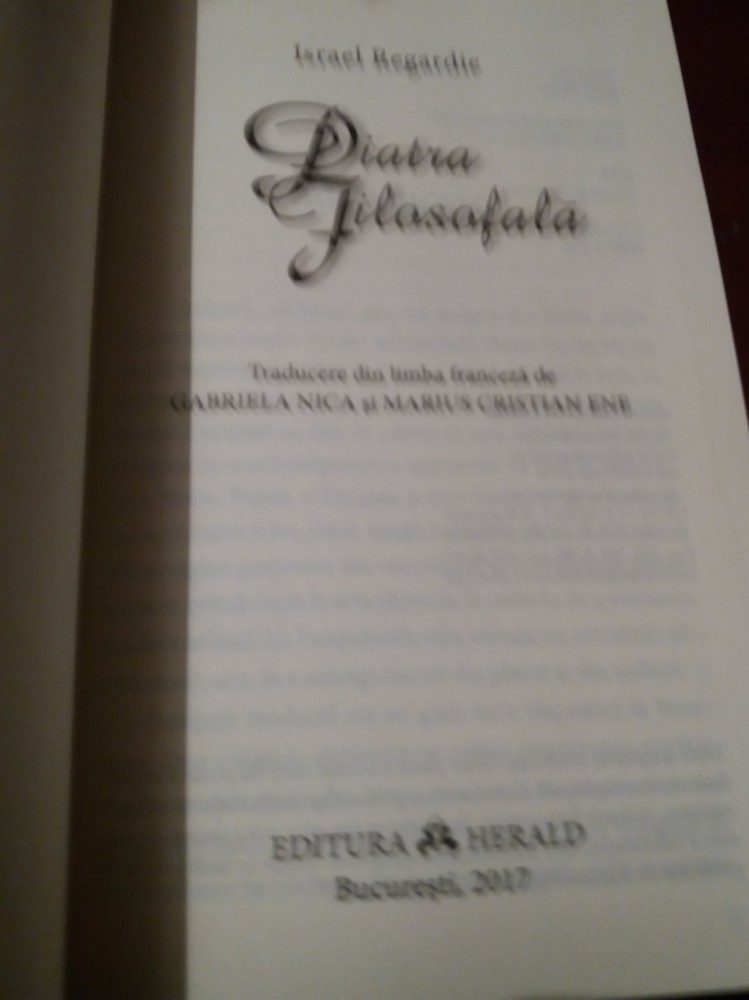 Israel Regardie
Piatra
Filosofală
Traducere din limba franceză de
GABRIELA NICA și MARIUS CRISTIAN ENE
EDITURA HERALD
București, 2017